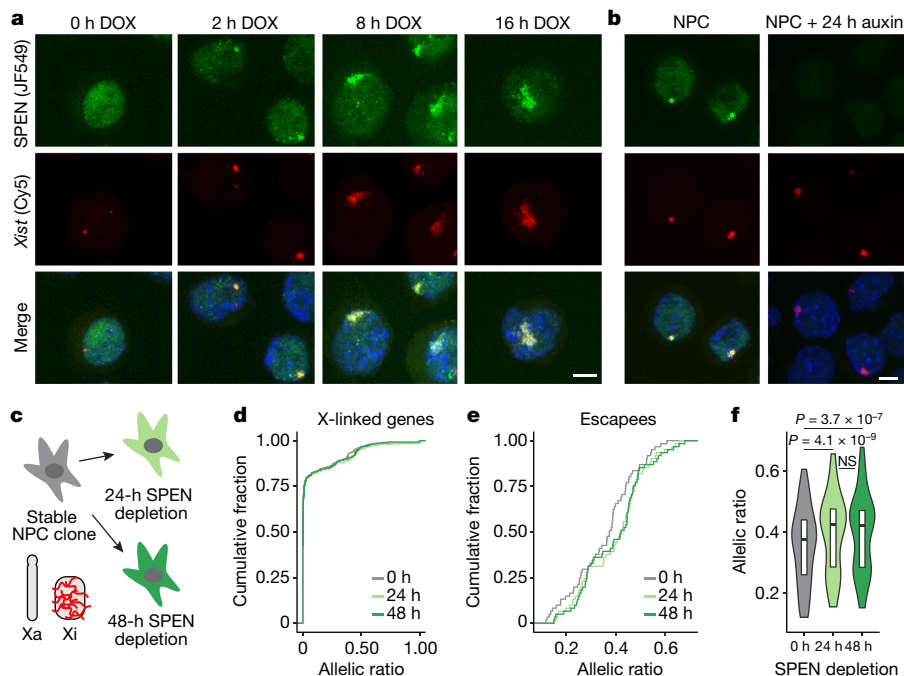 a
0 h DOX 2 h DOX 8 h DOX 16 h DOX
SPEN (JF549)
Xist (Cy5)
Merge
b
NPC NPC + 24 h auxin
c
Stable
NPC clone
24-h SPEN
depletion
48-h SPEN
depletion
Xa Xi
d
X-linked genes
Cumulative fraction
1.00
0.75
0.50
0.25
0
0 h
24 h
48 h
0 0.50 1.00
Allelic ratio
e
Escapees
Cumulative fraction
1.00
0.75
0.50
0.25
0
0 h
24 h
48 h
0.2 0.4 0.6
Allelic ratio
f
P = 3.7 × 10⁻⁷
P = 4.1 × 10⁻⁹
NS
Allelic ratio
0.6
0.4
0.2
0 h 24 h 48 h
SPEN depletion